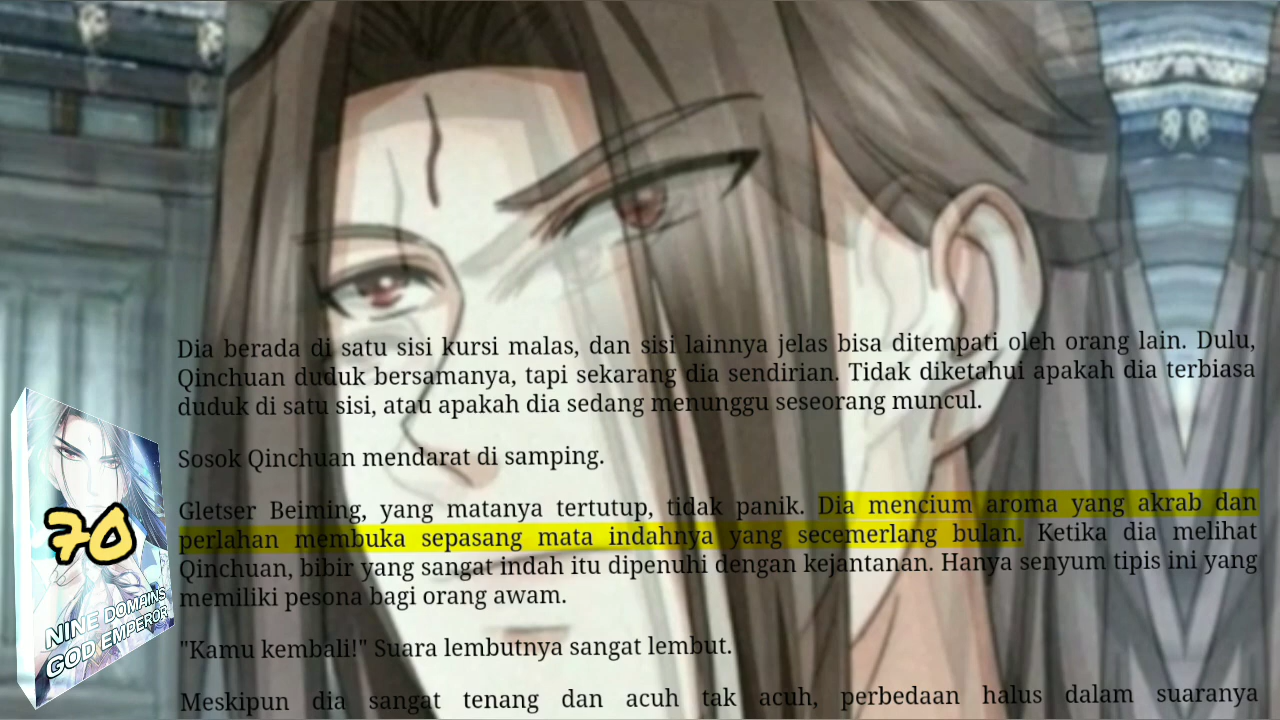 Dia berada di satu sisi kursi malas, dan sisi lainnya jelas bisa ditempati oleh orang lain. Dulu,
Qinchuan duduk bersamanya, tapi sekarang dia sendirian. Tidak diketahui apakah dia terbiasa
duduk di satu sisi, atau apakah dia sedang menunggu seseorang muncul.
Sosok Qinchuan mendarat di samping.
Gletser Beiming, yang matanya tertutup, tidak panik. Dia mencium aroma yang akrab dan
perlahan membuka sepasang mata indahnya yang secemerlang bulan. Ketika dia melihat
Qinchuan, bibir yang sangat indah itu dipenuhi dengan kejantanan. Hanya senyum tipis ini yang
memiliki pesona bagi orang awam.
"Kamu kembali!" Suara lembutnya sangat lembut.
Meskipun dia sangat tenang dan acuh tak acuh, perbedaan halus dalam suaranya
70
NINE DOMAINS
GOD EMPEROR